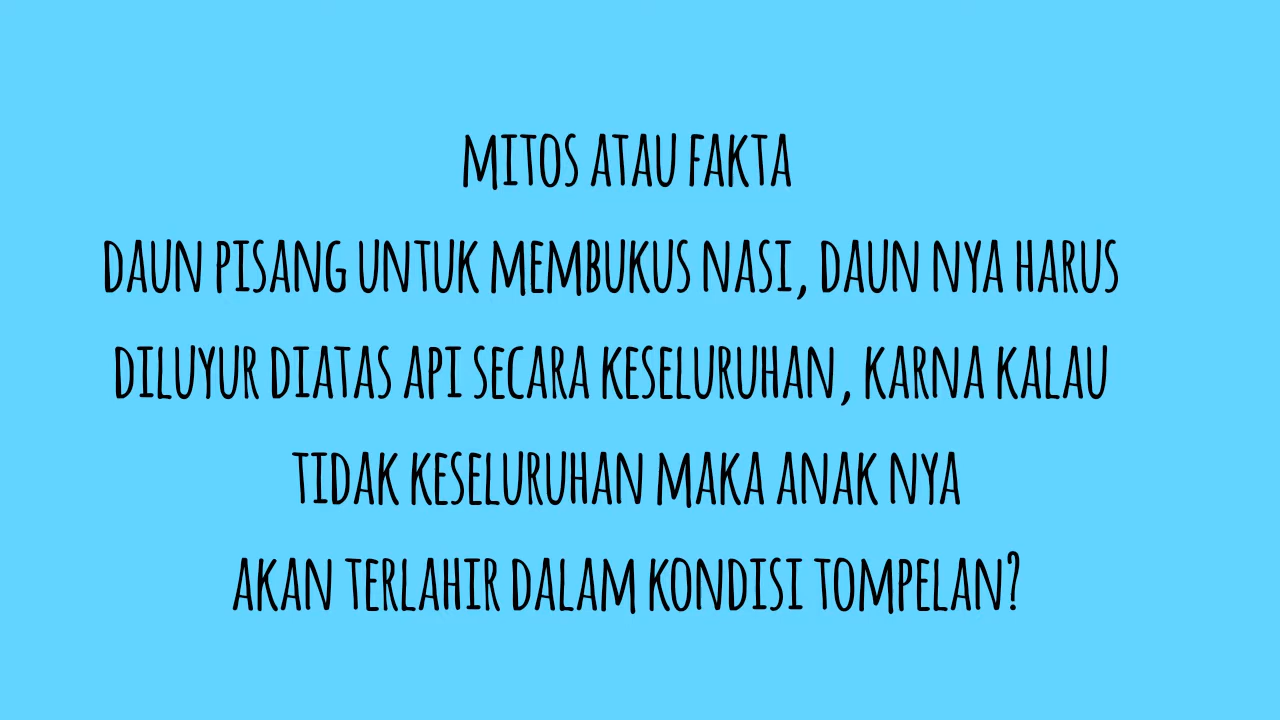 MITOS ATAU FAKTA
DAUN PISANG UNTUK MEMBUKUS NASI, DAUN NYA HARUS
DILUYUR DIATAS API SECARA KESELURUHAN, KARNA KALAU
TIDAK KESELURUHAN MAKA ANAK NYA
AKAN TERLAHIR DALAM KONDISI TOMPELAN?